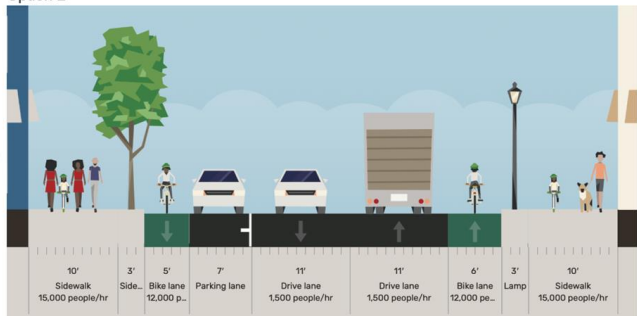 10' 3' 5' 7' 11' 11' 6' 3' 10'
Sidewalk Side... Bike lane Parking lane Drive lane Drive lane Bike lane Lamp Sidewalk
15,000 people/hr 12,000 p... 1,500 people/hr 1,500 people/hr 12,000 pe... 15,000 people/hr